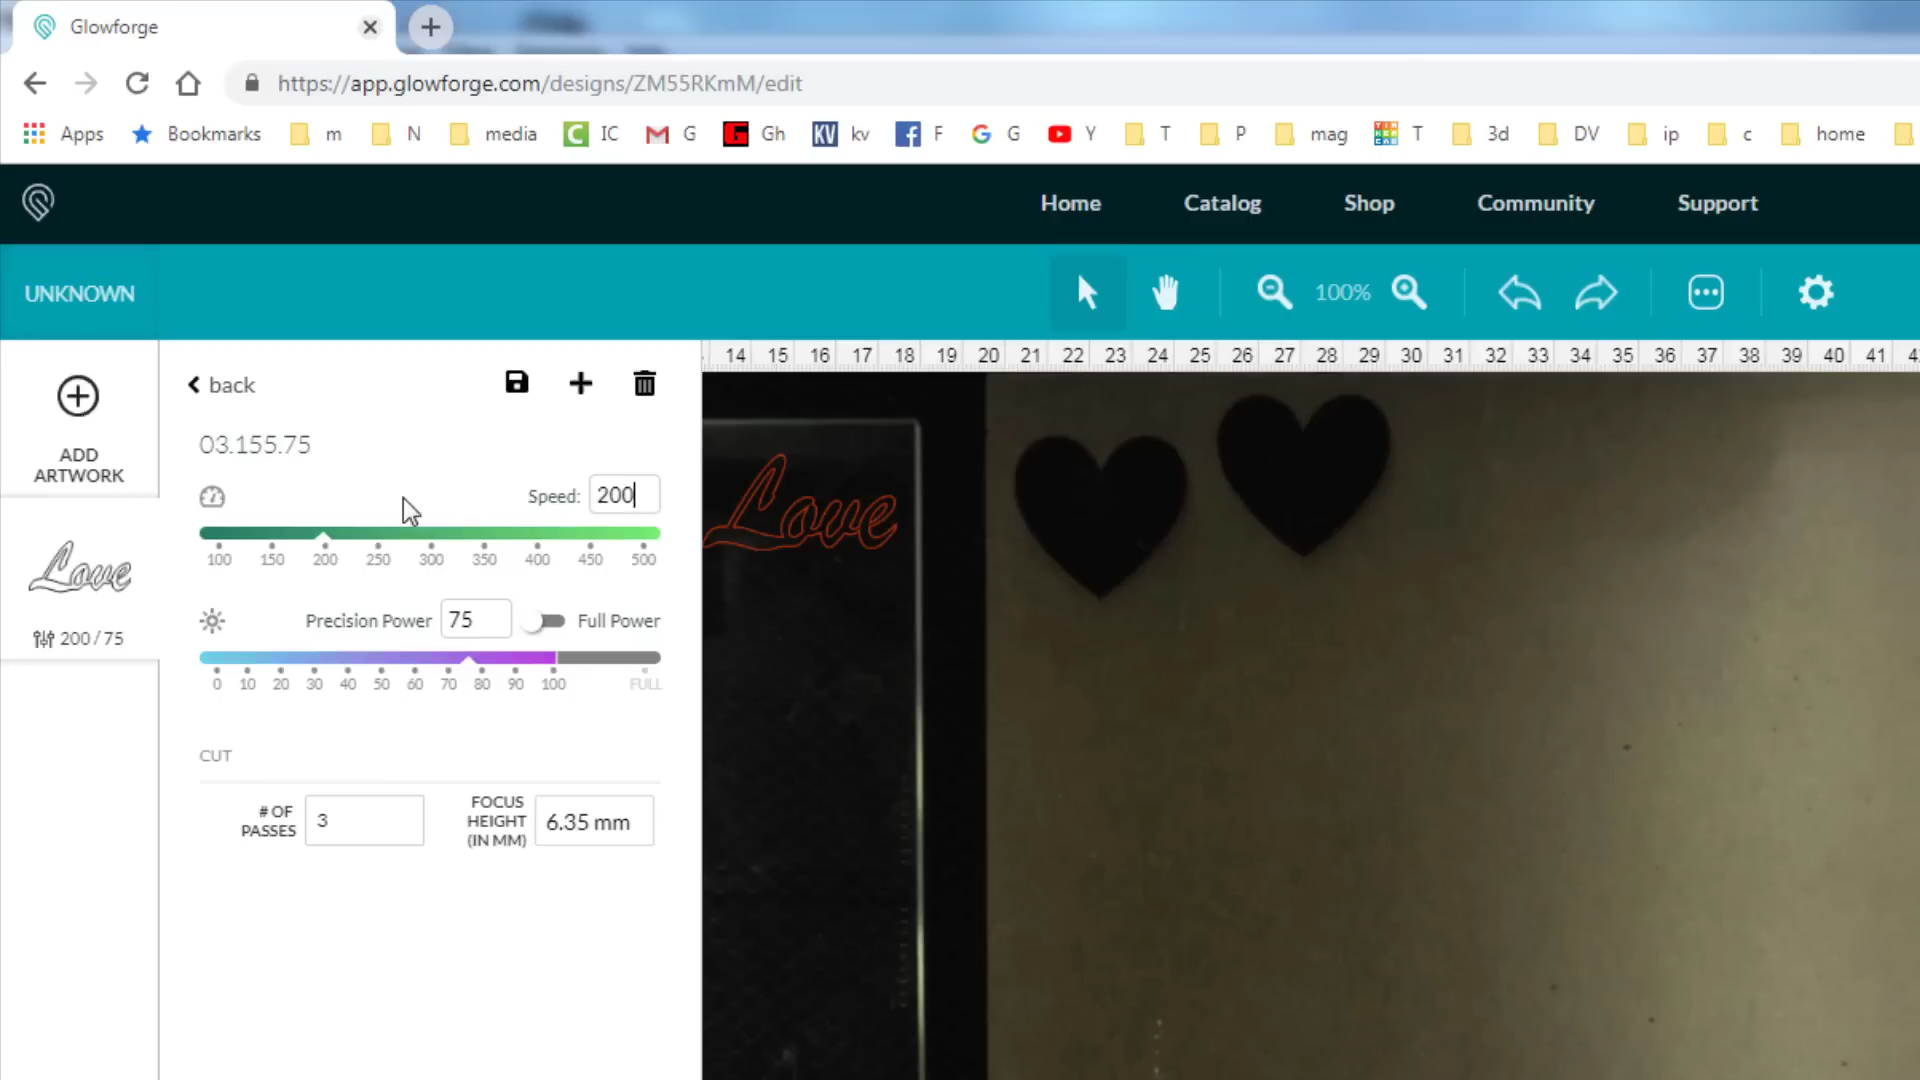 Glowforge
https://app.glowforge.com/designs/ZM55RKmM/edit
Apps Bookmarks m N media IC G Gh KV kv F G Y T P mag T 3d DV ip c home
Home Catalog Shop Community Support
UNKNOWN 100%
14 15 16 17 18 19 20 21 22 23 24 25 26 27 28 29 30 31 32 33 34 35 36 37 38 39 40 41
ADD
ARTWORK
Love
200 / 75
back
03.155.75
Speed: 200
100 150 200 250 300 350 400 450 500
Precision Power 75 Full Power
0 10 20 30 40 50 60 70 80 90 100 FULL
CUT
# OF
PASSES
3
FOCUS
HEIGHT
(IN MM)
6.35 mm
Love